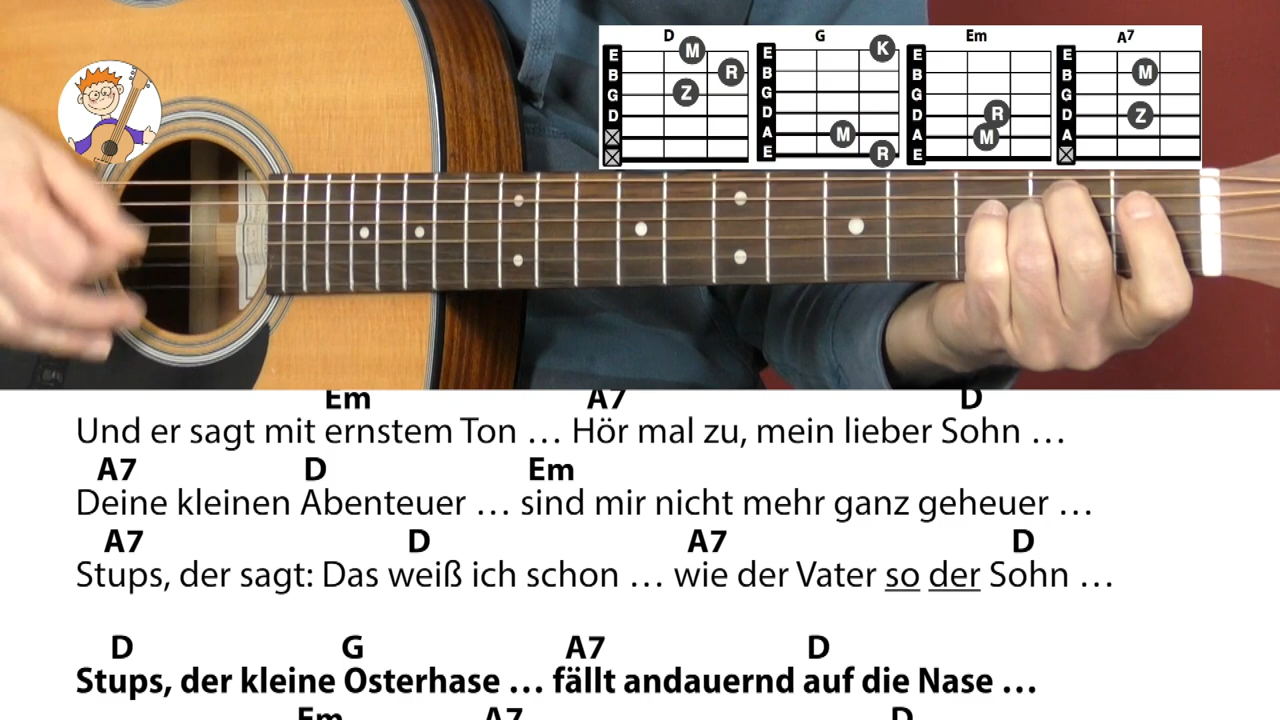 D G Em A7
E M E K E E
B R B B B M
G Z G G G
D D D R D Z
A M A M A
E R E
Em A7 D
Und er sagt mit ernstem Ton … Hör mal zu, mein lieber Sohn …
A7 D Em
Deine kleinen Abenteuer … sind mir nicht mehr ganz geheuer …
A7 D A7 D
Stups, der sagt: Das weiß ich schon … wie der Vater so der Sohn …
D G A7 D
Stups, der kleine Osterhase … fällt andauernd auf die Nase …
Em A7 D